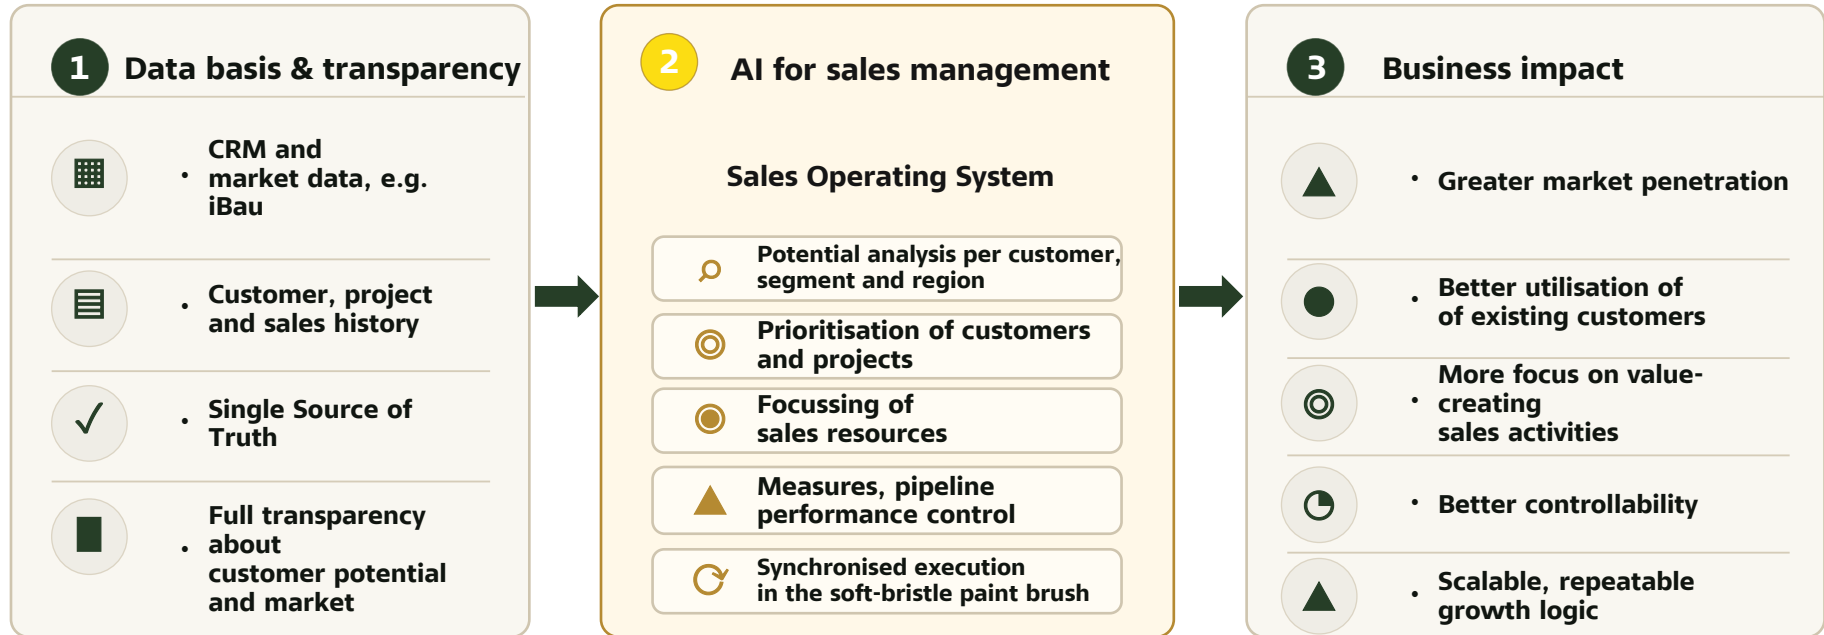 1 Data basis & transparency
CRM and
• market data, e.g.
iBau
Customer, project
• and sales history
Single Source of
• Truth
Full transparency
• about
customer potential
and market
2 AI for sales management
Sales Operating System
Potential analysis per customer,
segment and region
Prioritisation of customers
and projects
Focussing of
sales resources
Measures, pipeline
performance control
Synchronised execution
in the soft-bristle paint brush
3 Business impact
• Greater market penetration
• Better utilisation of
of existing customers
More focus on value-
• creating
sales activities
• Better controllability
• Scalable, repeatable
growth logic